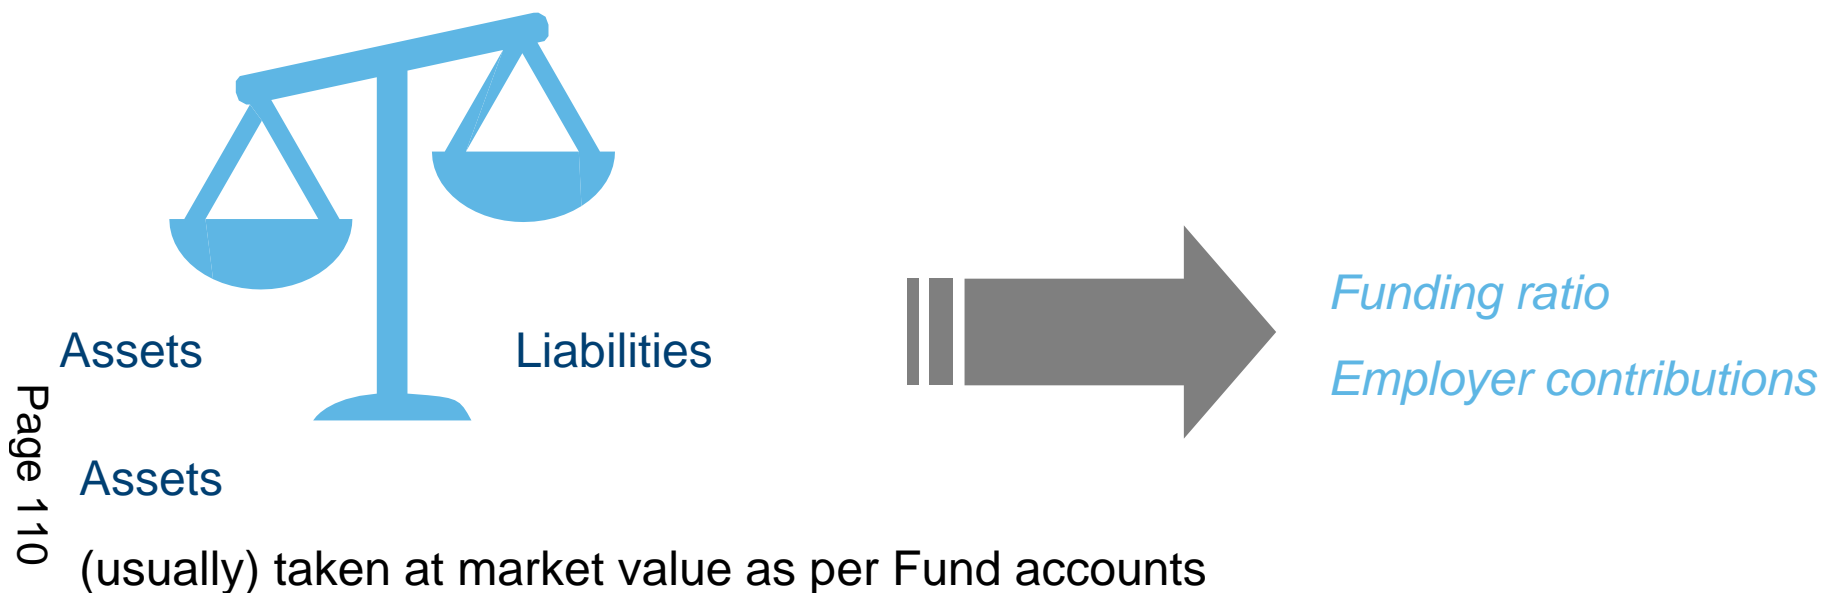 Assets
Liabilities
Funding ratio
Employer contributions
Page 110
Assets
(usually) taken at market value as per Fund accounts